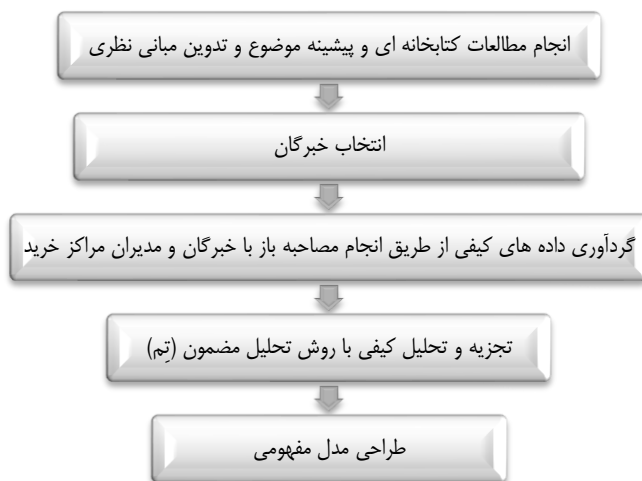 انجام مطالعات کتابخانه ای و پیشینه موضوع و تدوین مبانی نظری
انتخاب خبرگان
گردآوری داده های کیفی از طریق انجام مصاحبه باز با خبرگان و مدیران مراکز خرید
تجزیه و تحلیل کیفی با روش تحلیل مضمون (تِم)
طراحی مدل مفهومی